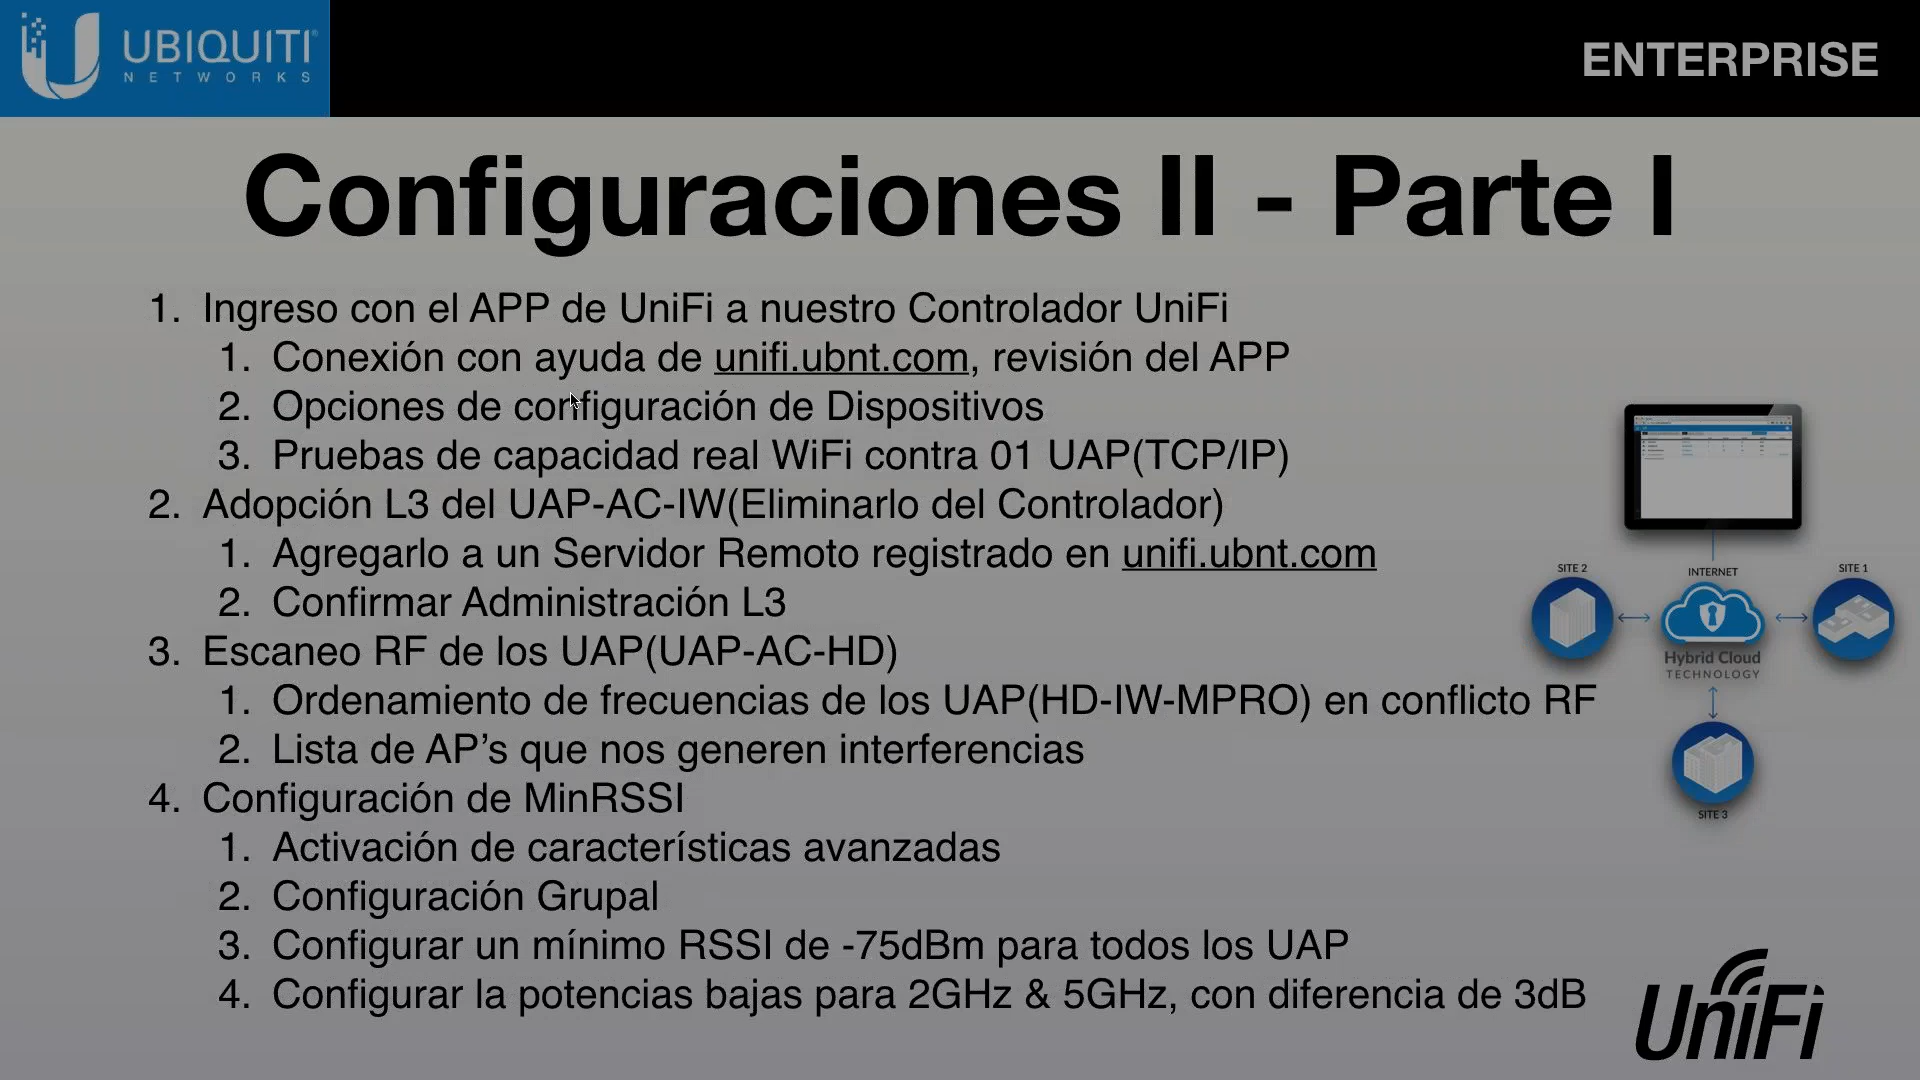 UBIQUITI
NETWORKS
ENTERPRISE
Configuraciones II - Parte I
1. Ingreso con el APP de UniFi a nuestro Controlador UniFi
1. Conexión con ayuda de unifi.ubnt.com, revisión del APP
2. Opciones de configuración de Dispositivos
3. Pruebas de capacidad real WiFi contra 01 UAP(TCP/IP)
2. Adopción L3 del UAP-AC-IW(Eliminarlo del Controlador)
1. Agregarlo a un Servidor Remoto registrado en unifi.ubnt.com
2. Confirmar Administración L3
3. Escaneo RF de los UAP(UAP-AC-HD)
1. Ordenamiento de frecuencias de los UAP(HD-IW-MPRO) en conflicto RF
2. Lista de AP’s que nos generen interferencias
4. Configuración de MinRSSI
1. Activación de características avanzadas
2. Configuración Grupal
3. Configurar un mínimo RSSI de -75dBm para todos los UAP
4. Configurar la potencias bajas para 2GHz & 5GHz, con diferencia de 3dB
SITE 2
INTERNET
SITE 1
Hybrid Cloud
TECHNOLOGY
SITE 3
UniFi